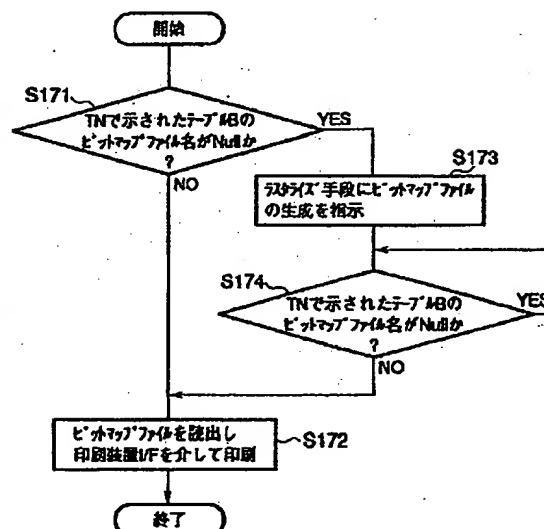 開始
S171
TNで示されたテーブルBの
ビットマップファイル名がNullか
?
YES
NO
S173
ラスタライズ手段にビットマップファイル
の生成を指示
S174
TNで示されたテーブルBの
ビットマップファイル名がNullか
?
YES
NO
ビットマップファイルを読出し
印刷装置I/Fを介して印刷
S172
終了